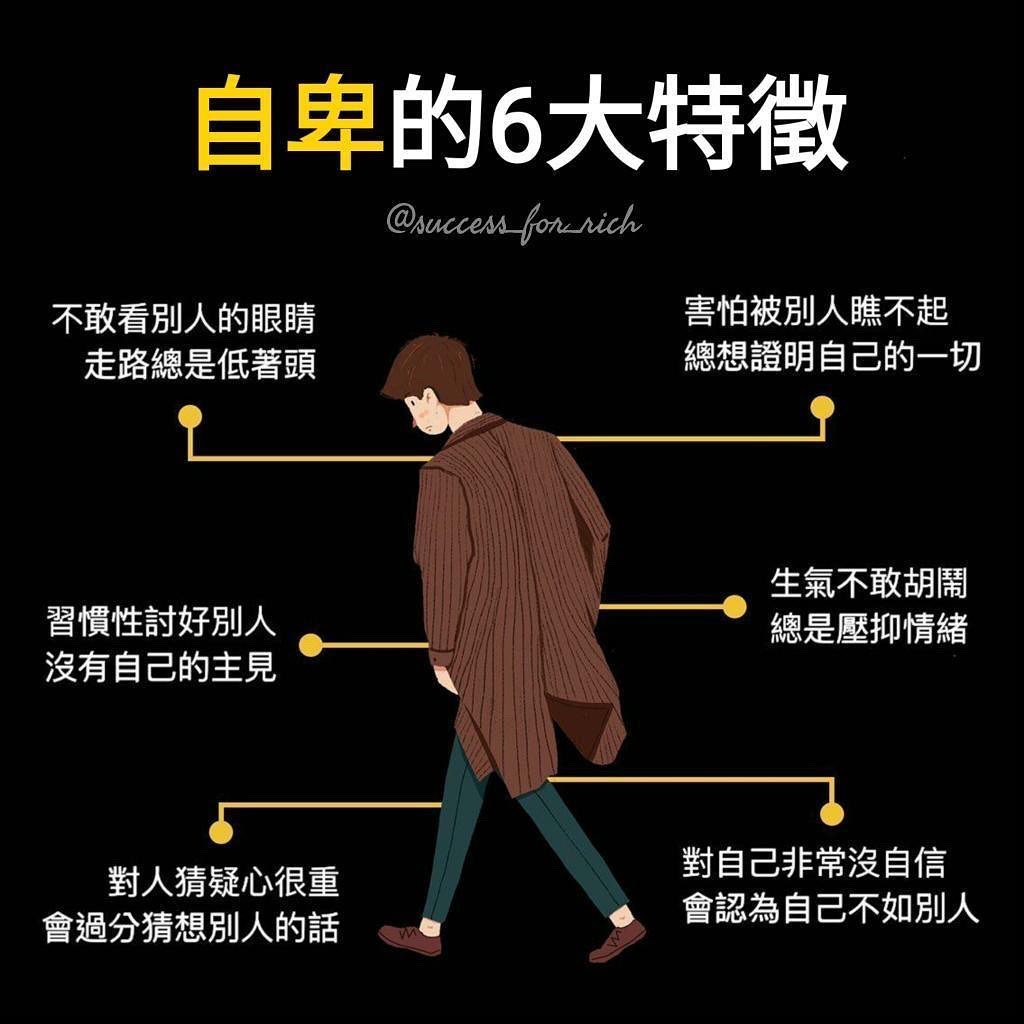 自卑的6大特徵
@success_for_rich
不敢看別人的眼睛
走路總是低著頭
害怕被別人瞧不起
總想證明自己的一切
習慣性討好別人
沒有自己的主見
生氣不敢胡鬧
總是壓抑情緒
對人猜疑心很重
會過分猜想別人的話
對自己非常沒自信
會認為自己不如別人